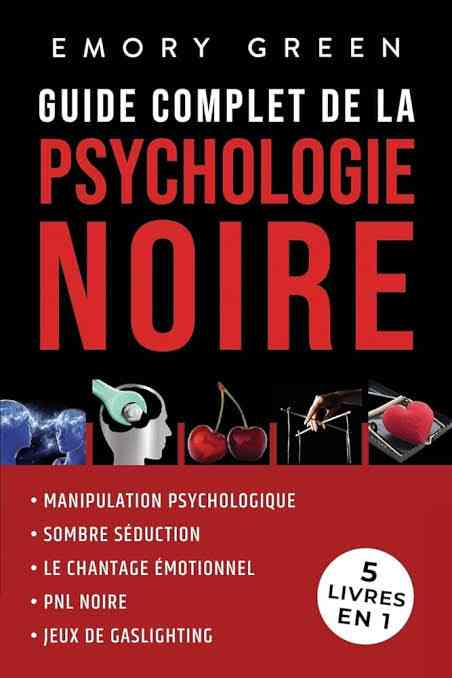 EMORY GREEN
GUIDE COMPLET DE LA
PSYCHOLOGIE
NOIRE
• MANIPULATION PSYCHOLOGIQUE
• SOMBRE SÉDUCTION
• LE CHANTAGE ÉMOTIONNEL
• PNL NOIRE
• JEUX DE GASLIGHTING
5
LIVRES
EN 1